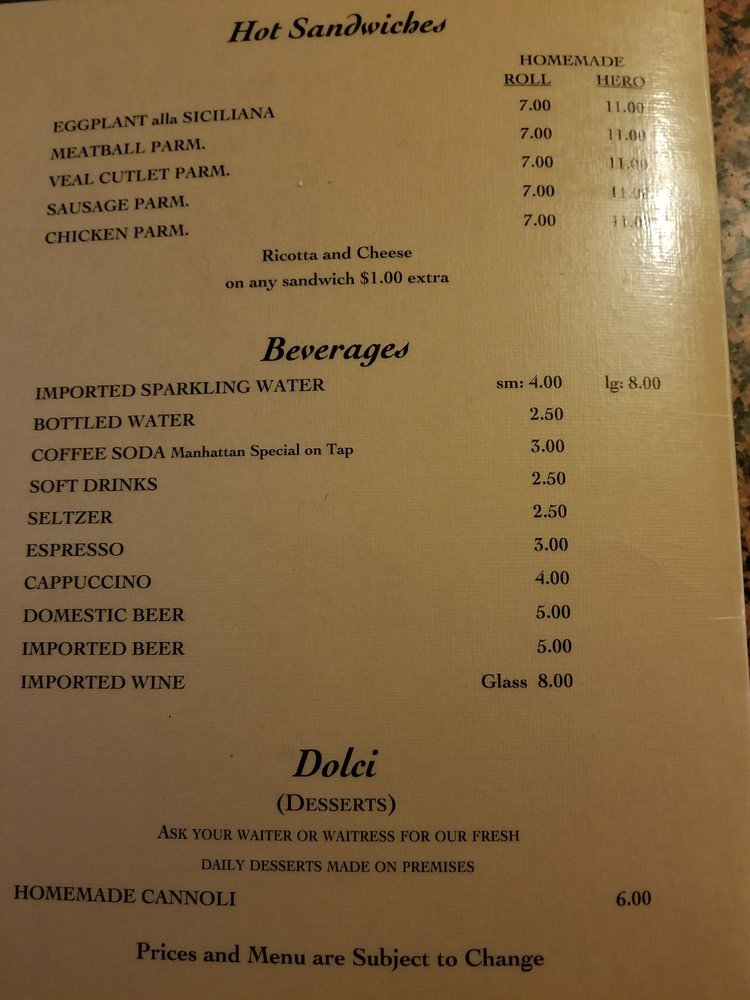 Hot Sandwiches
HOMEMADE
ROLL HERO
EGGPLANT alla SICILIANA 7.00 11.00
MEATBALL PARM. 7.00 11.00
VEAL CUTLET PARM. 7.00 11.00
SAUSAGE PARM. 7.00 11.00
CHICKEN PARM. 7.00 11.00
Ricotta and Cheese
on any sandwich $1.00 extra
Beverages
IMPORTED SPARKLING WATER sm: 4.00 lg: 8.00
BOTTLED WATER 2.50
COFFEE SODA Manhattan Special on Tap 3.00
SOFT DRINKS 2.50
SELTZER 2.50
ESPRESSO 3.00
CAPPUCCINO 4.00
DOMESTIC BEER 5.00
IMPORTED BEER 5.00
IMPORTED WINE Glass 8.00
Dolci
(DESSERTS)
ASK YOUR WAITER OR WAITRESS FOR OUR FRESH
DAILY DESSERTS MADE ON PREMISES
HOMEMADE CANNOLI 6.00
Prices and Menu are Subject to Change